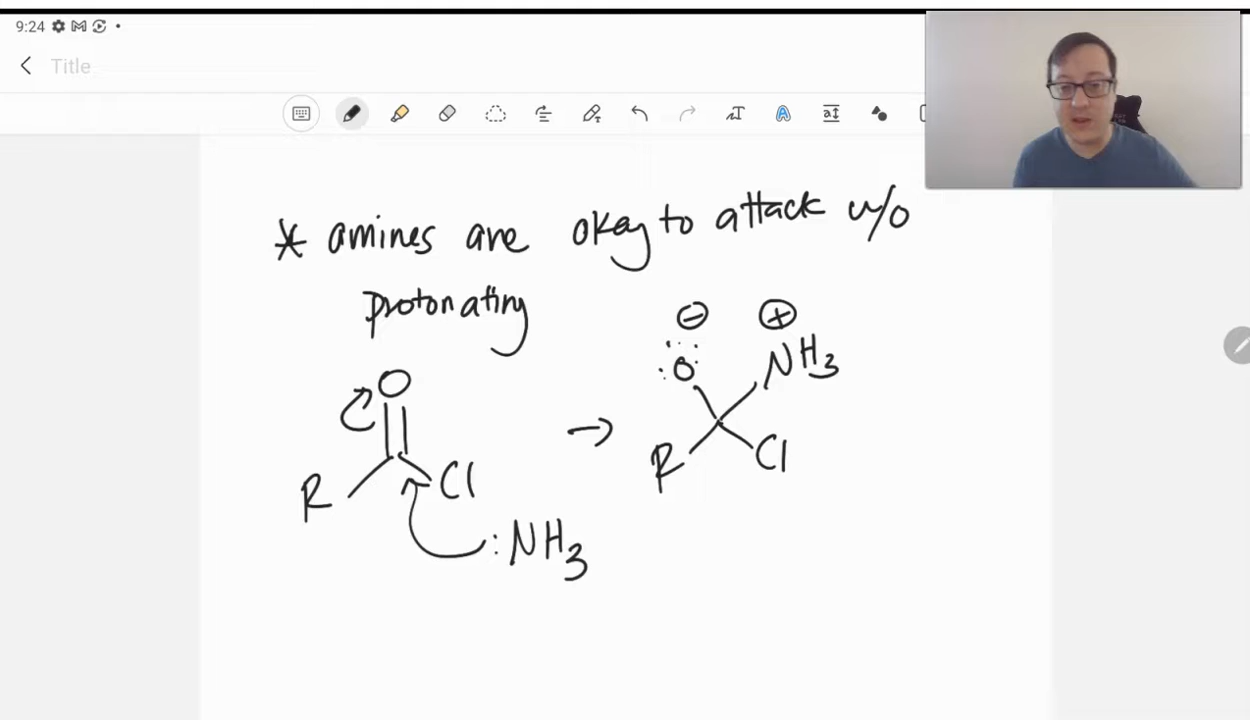 9:24
Title
* amines are okay to attack w/o
protonating
⊖ ⊕
:O: NH3
O
R Cl → R Cl
:NH3